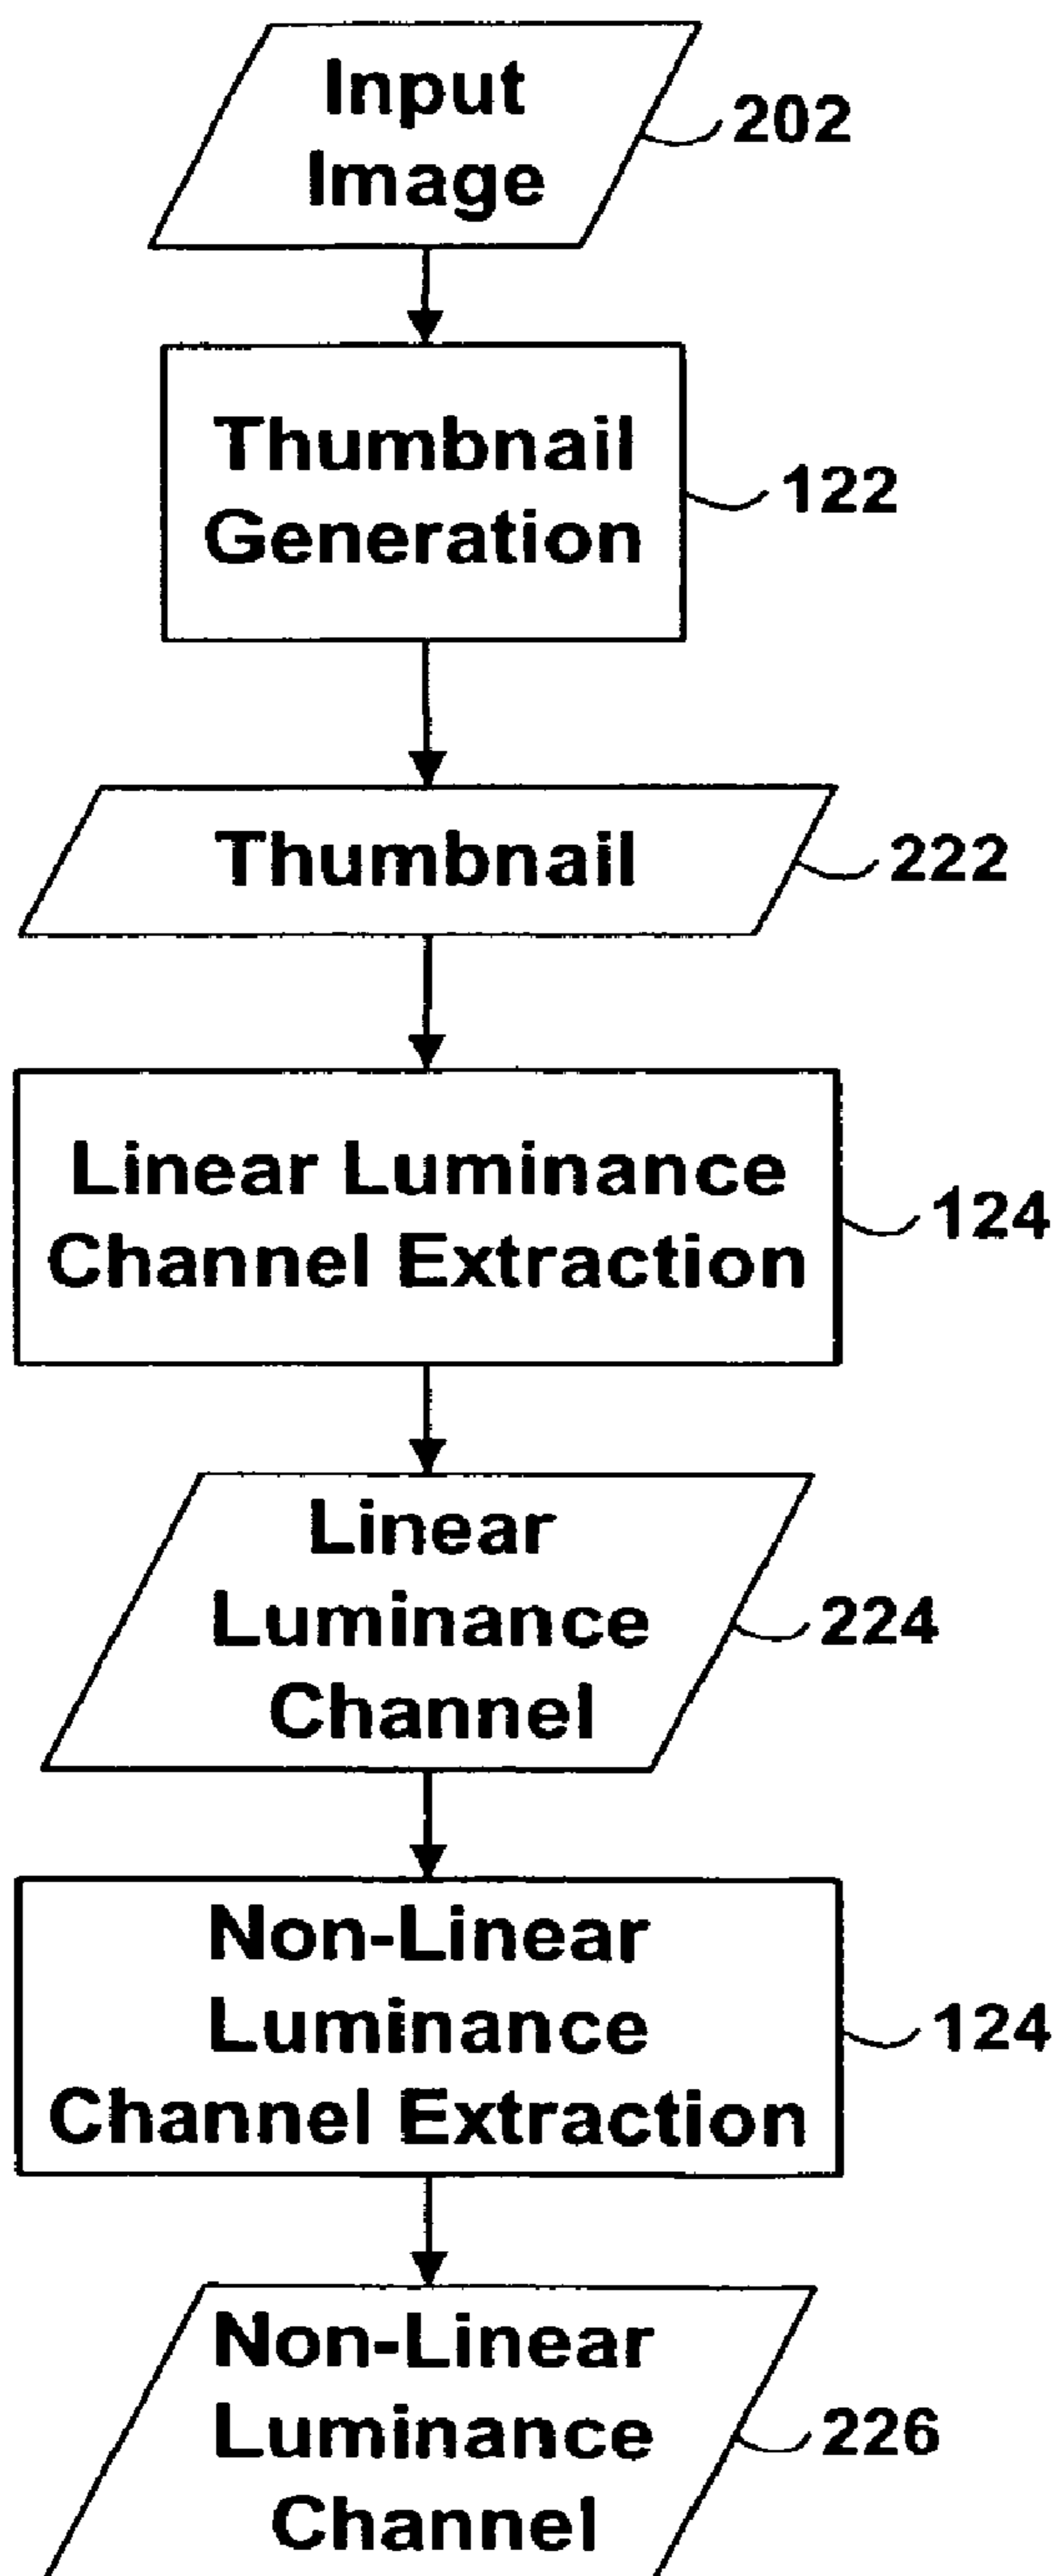 Input
Image
202
Thumbnail
Generation
122
Thumbnail
222
Linear Luminance
Channel Extraction
124
Linear
Luminance
Channel
224
Non-Linear
Luminance
Channel Extraction
124
Non-Linear
Luminance
Channel
226